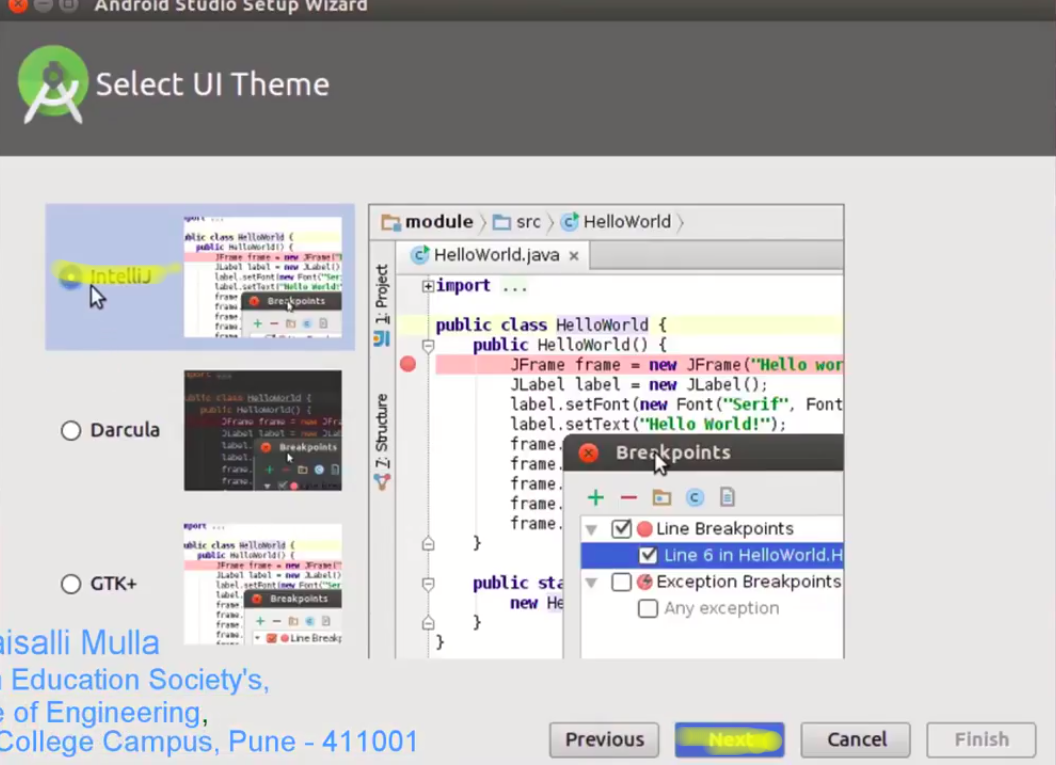 Android Studio Setup Wizard
Select UI Theme
IntelliJ
Darcula
GTK+
module src HelloWorld
HelloWorld.java
1: Project
7: Structure
import ...
public class HelloWorld {
public HelloWorld() {
JFrame frame = new JFrame("Hello wor
JLabel label = new JLabel();
label.setFont(new Font("Serif", Font
label.setText("Hello World!");
frame.
frame.
frame.
frame.
frame.
}
public sta
new He
}
}
Breakpoints
Line Breakpoints
Line 6 in HelloWorld.H
Exception Breakpoints
Any exception
aisalli Mulla
Education Society's,
e of Engineering,
College Campus, Pune - 411001
Previous Next Cancel Finish